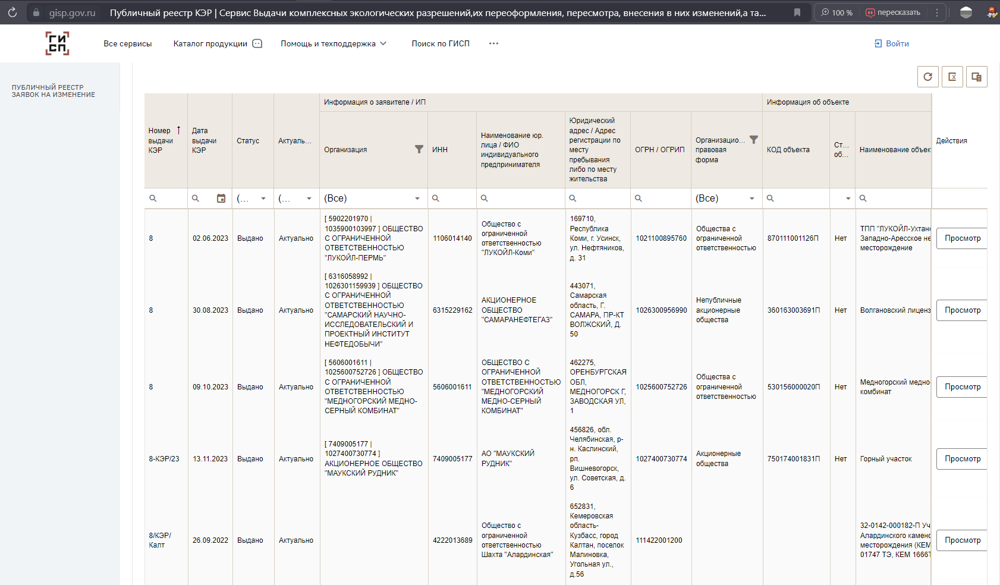 gisp.gov.ru
Публичный реестр КЭР | Сервис Выдачи комплексных экологических разрешений,их переоформления, пересмотра, внесения в них изменений,а та...
100 %
пересказать
ГИ
СП
Все сервисы
Каталог продукции
Помощь и техподдержка
Поиск по ГИСП
Войти
ПУБЛИЧНЫЙ РЕЕСТР
ЗАЯВОК НА ИЗМЕНЕНИЕ
Информация о заявителе / ИП
Информация об объекте
Номер
выдачи
КЭР
Дата
выдачи
КЭР
Статус
Актуаль...
Организация
ИНН
Наименование юр.
лица / ФИО
индивидуального
предпринимателя
Юридический
адрес / Адрес
регистрации по
месту
пребывания
либо по месту
жительства
ОГРН / ОГРИП
Организацио...
правовая
форма
КОД объекта
Ст...
об...
Наименование объек
Действия
(...
(...
(Все)
(Все)
8
02.06.2023
Выдано
Актуально
[ 5902201970 |
1035900103997 ] ОБЩЕСТВО
С ОГРАНИЧЕННОЙ
ОТВЕТСТВЕННОСТЬЮ
"ЛУКОЙЛ-ПЕРМЬ"
1106014140
Общество с
ограниченной
ответственностью
"ЛУКОЙЛ-Коми"
169710,
Республика
Коми, г. Усинск,
ул. Нефтяников,
д. 31
1021100895760
Общества с
ограниченной
ответственностью
870111001126П
Нет
ТПП "ЛУКОЙЛ-Ухтане
Западно-Аресское не
месторождение
Просмотр
8
30.08.2023
Выдано
Актуально
[ 6316058992 |
1026301159939 ] ОБЩЕСТВО
С ОГРАНИЧЕННОЙ
ОТВЕТСТВЕННОСТЬЮ
"САМАРСКИЙ НАУЧНО-
ИССЛЕДОВАТЕЛЬСКИЙ И
ПРОЕКТНЫЙ ИНСТИТУТ
НЕФТЕДОБЫЧИ"
6315229162
АКЦИОНЕРНОЕ
ОБЩЕСТВО
"САМАРАНЕФТЕГАЗ"
443071,
Самарская
область, Г.
САМАРА, ПР-КТ
ВОЛЖСКИЙ, Д.
50
1026300956990
Непубличные
акционерные
общества
360163003691П
Нет
Волгановский лиценз
Просмотр
8
09.10.2023
Выдано
Актуально
[ 5606001611 |
1025600752726 ] ОБЩЕСТВО
С ОГРАНИЧЕННОЙ
ОТВЕТСТВЕННОСТЬЮ
"МЕДНОГОРСКИЙ МЕДНО-
СЕРНЫЙ КОМБИНАТ"
5606001611
ОБЩЕСТВО С
ОГРАНИЧЕННОЙ
ОТВЕТСТВЕННОСТЬЮ
"МЕДНОГОРСКИЙ
МЕДНО-СЕРНЫЙ
КОМБИНАТ"
462275,
ОРЕНБУРГСКАЯ
ОБЛ,
МЕДНОГОРСК Г,
ЗАВОДСКАЯ УЛ,
1
1025600752726
Общества с
ограниченной
ответственностью
530156000020П
Нет
Медногорский медно-
комбинат
Просмотр
8-КЭР/23
13.11.2023
Выдано
Актуально
[ 7409005177 |
1027400730774 ]
АКЦИОНЕРНОЕ ОБЩЕСТВО
"МАУКСКИЙ РУДНИК"
7409005177
АО "МАУКСКИЙ
РУДНИК"
456826, обл.
Челябинская, р-
н. Каслинский,
рп.
Вишневогорск,
ул. Советская, д.
6
1027400730774
Акционерные
общества
750174001831П
Нет
Горный участок
Просмотр
8/КЭР/
Калт
26.09.2022
Выдано
Актуально
4222013689
Общество с
ограниченной
ответственностью
Шахта "Алардинская"
652831,
Кемеровская
область-
Кузбасс, город
Калтан, поселок
Малиновка,
Угольная ул.,
д.56
111422001200
32-0142-000182-П Уч
Алардинского каменс
месторождения (КЕМ
01747 ТЭ, КЕМ 1666Т
Просмотр